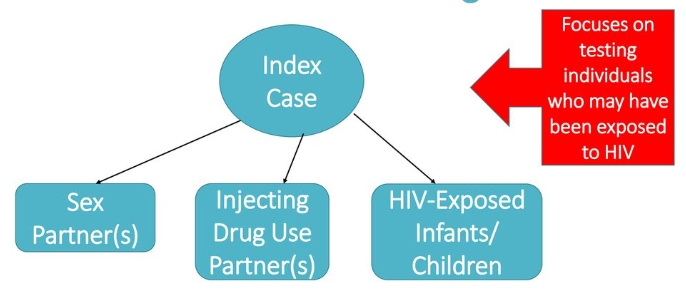 Index
Case
Focuses on
testing
individuals
who may have
been exposed
to HIV
Sex
Partner(s)
Injecting
Drug Use
Partner(s)
HIV-Exposed
Infants/
Children